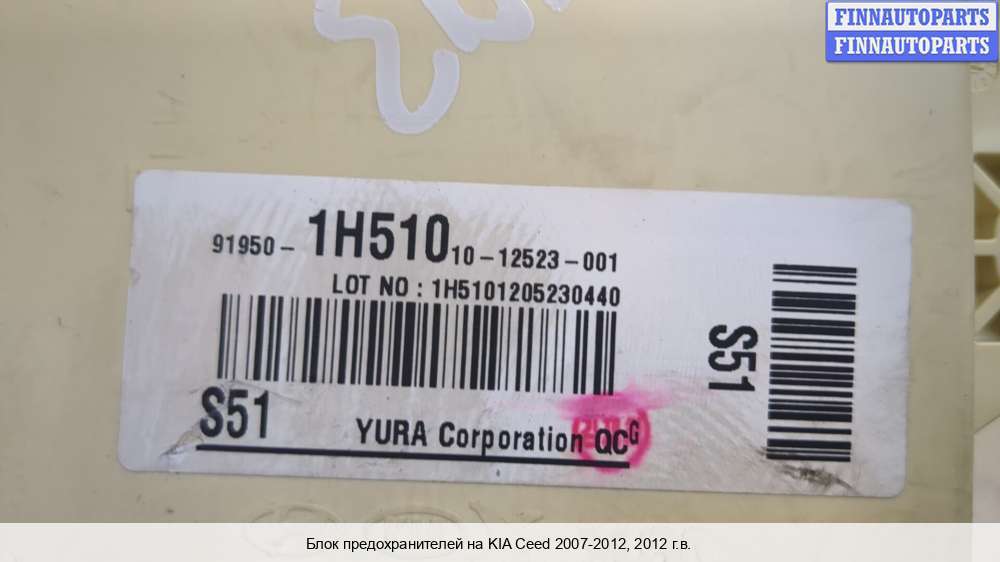 FINNAUTOPARTS
FINNAUTOPARTS
91950- 1H510 10-12523-001
LOT NO : 1H5101205230440
S51
S51
YURA Corporation QCG
Блок предохранителей на KIA Ceed 2007-2012, 2012 г.в.